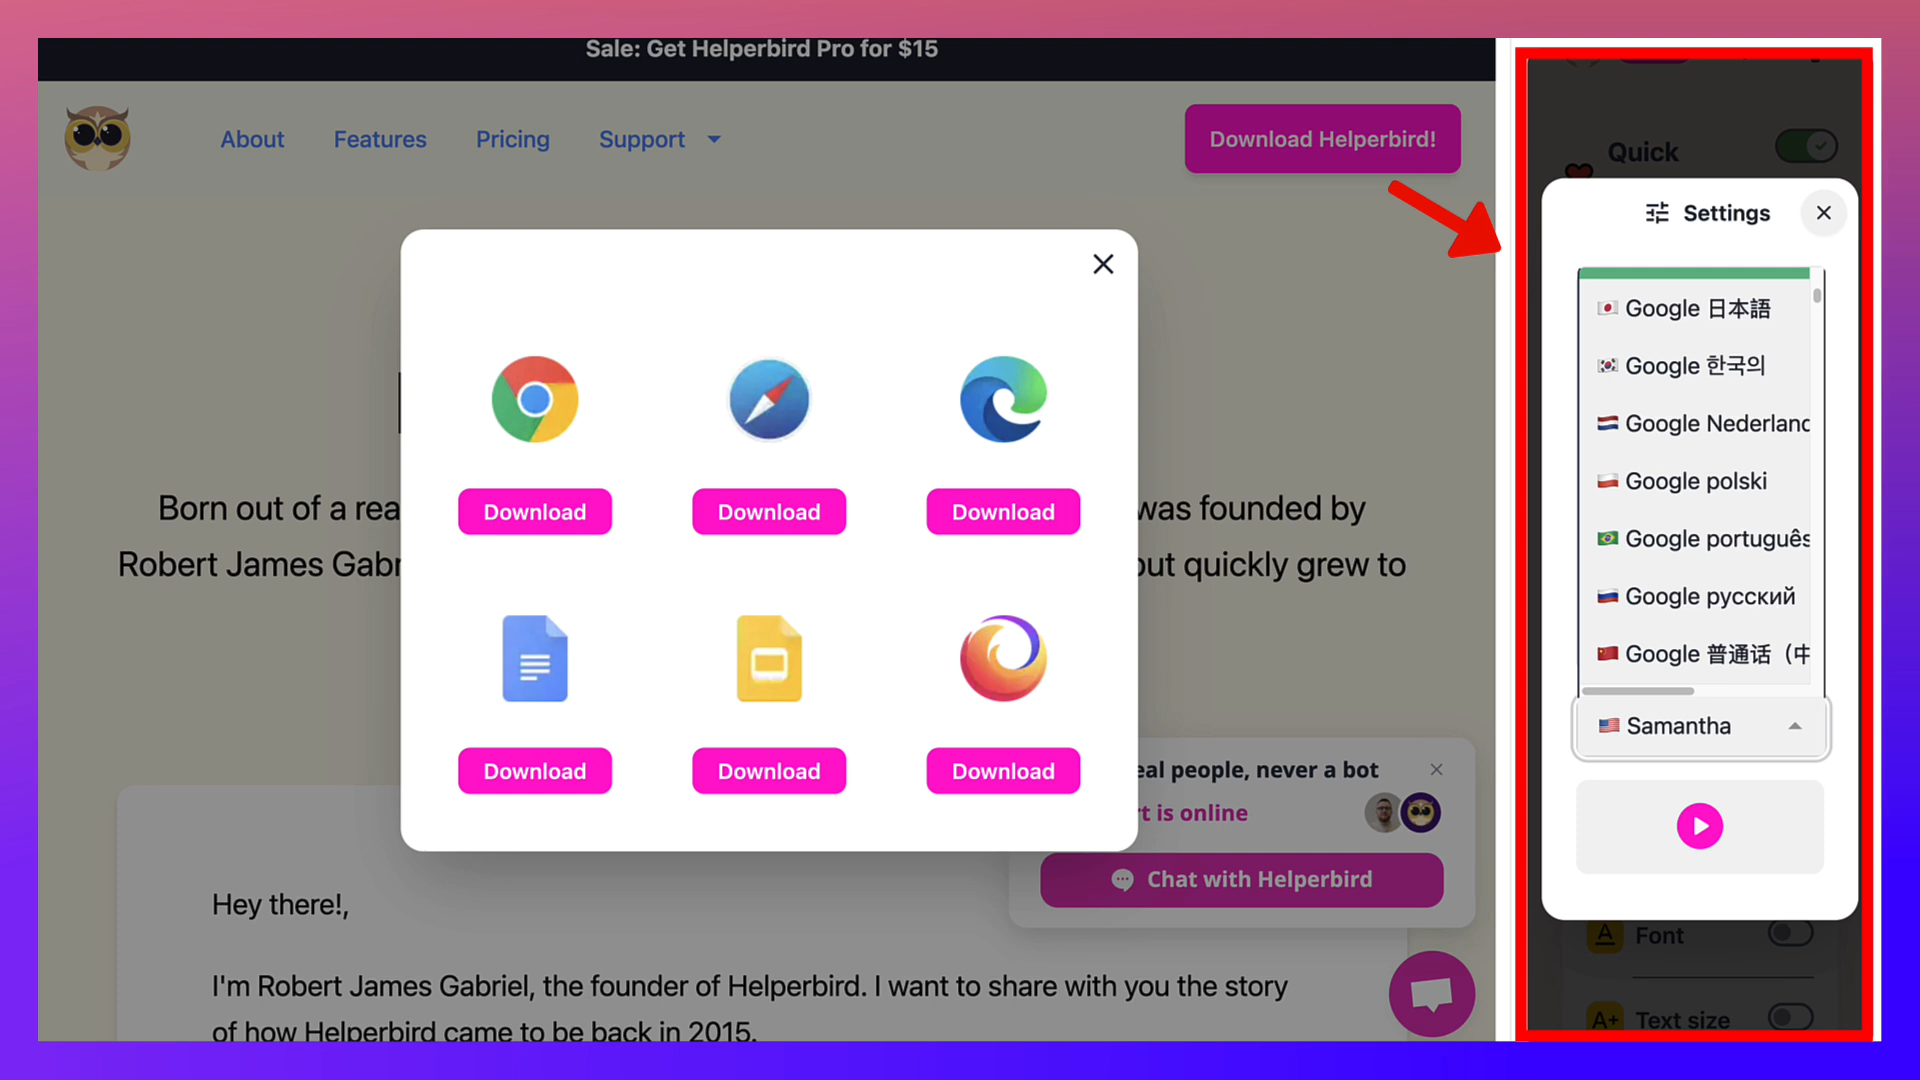 Sale: Get Helperbird Pro for $15
About
Features
Pricing
Support
Download Helperbird!
Born out of a rea
was founded by
Robert James Gabr
but quickly grew to
Download
Download
Download
Download
Download
Download
eal people, never a bot
t is online
Chat with Helperbird
Hey there!,
I'm Robert James Gabriel, the founder of Helperbird. I want to share with you the story
of how Helperbird came to be back in 2015.
Quick
Settings
Google 日本語
Google 한국의
Google Nederland
Google polski
Google português
Google русский
Google 普通话（中
Samantha
A Font
A+ Text size